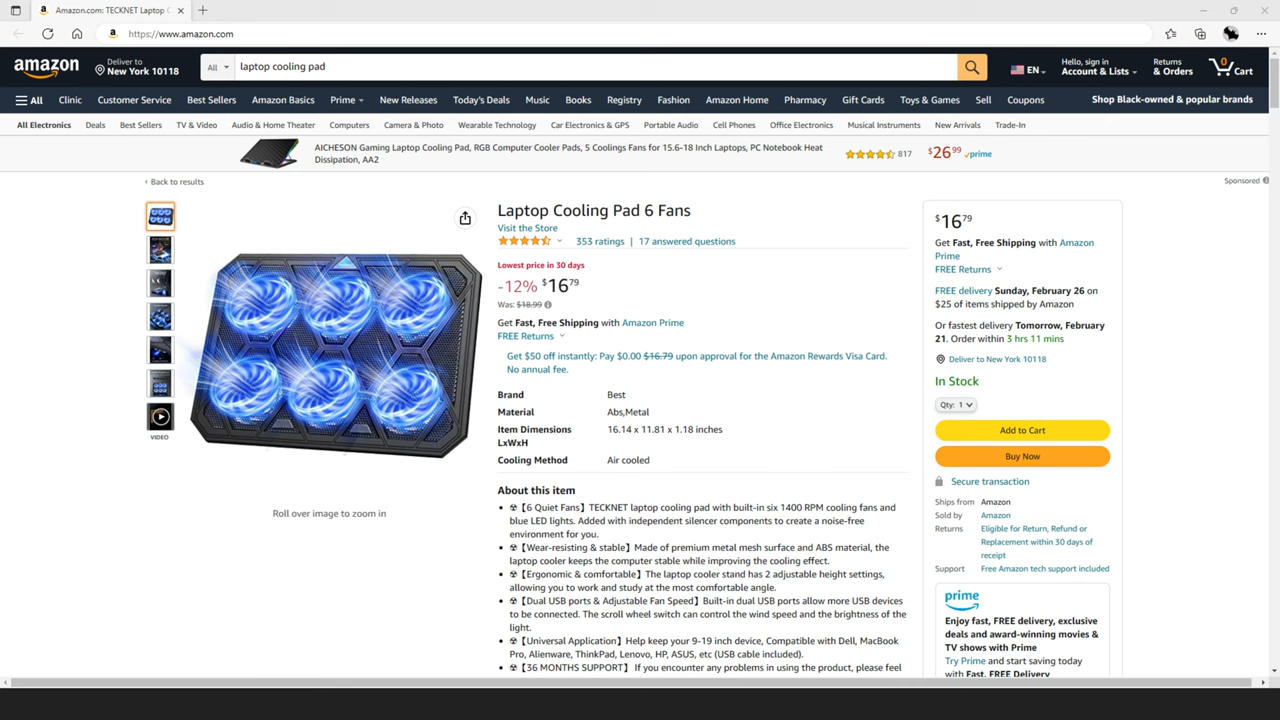 Amazon.com: TECKNET Laptop C
https://www.amazon.com
amazon
Deliver to
New York 10118
All
laptop cooling pad
EN
Hello, sign in
Account & Lists
Returns
& Orders
0
Cart
All
Clinic
Customer Service
Best Sellers
Amazon Basics
Prime
New Releases
Today's Deals
Music
Books
Registry
Fashion
Amazon Home
Pharmacy
Gift Cards
Toys & Games
Sell
Coupons
Shop Black-owned & popular brands
All Electronics
Deals
Best Sellers
TV & Video
Audio & Home Theater
Computers
Camera & Photo
Wearable Technology
Car Electronics & GPS
Portable Audio
Cell Phones
Office Electronics
Musical Instruments
New Arrivals
Trade-In
AICHESON Gaming Laptop Cooling Pad, RGB Computer Cooler Pads, 5 Coolings Fans for 15.6-18 Inch Laptops, PC Notebook Heat
Dissipation, AA2
817
$26 99
prime
‹ Back to results
Sponsored
VIDEO
Roll over image to zoom in
Laptop Cooling Pad 6 Fans
Visit the Store
353 ratings | 17 answered questions
Lowest price in 30 days
-12% $16 79
Was: $18.99
Get Fast, Free Shipping with Amazon Prime
FREE Returns
Get $50 off instantly: Pay $0.00 $16.79 upon approval for the Amazon Rewards Visa Card.
No annual fee.
Brand Best
Material Abs,Metal
Item Dimensions 16.14 x 11.81 x 1.18 inches
LxWxH
Cooling Method Air cooled
About this item
• ☢【6 Quiet Fans】TECKNET laptop cooling pad with built-in six 1400 RPM cooling fans and
blue LED lights. Added with independent silencer components to create a noise-free
environment for you.
• ☢【Wear-resisting & stable】Made of premium metal mesh surface and ABS material, the
laptop cooler keeps the computer stable while improving the cooling effect.
• ☢【Ergonomic & comfortable】The laptop cooler stand has 2 adjustable height settings,
allowing you to work and study at the most comfortable angle.
• ☢【Dual USB ports & Adjustable Fan Speed】Built-in dual USB ports allow more USB devices
to be connected. The scroll wheel switch can control the wind speed and the brightness of the
light.
• ☢【Universal Application】Help keep your 9-19 inch device, Compatible with Dell, MacBook
Pro, Alienware, ThinkPad, Lenovo, HP, ASUS, etc (USB cable included).
• ☢【36 MONTHS SUPPORT】If you encounter any problems in using the product, please feel
$16 79
Get Fast, Free Shipping with Amazon
Prime
FREE Returns
FREE delivery Sunday, February 26 on
$25 of items shipped by Amazon
Or fastest delivery Tomorrow, February
21. Order within 3 hrs 11 mins
Deliver to New York 10118
In Stock
Qty: 1
Add to Cart
Buy Now
Secure transaction
Ships from Amazon
Sold by Amazon
Returns Eligible for Return, Refund or
Replacement within 30 days of
receipt
Support Free Amazon tech support included
prime
Enjoy fast, FREE delivery, exclusive
deals and award-winning movies &
TV shows with Prime
Try Prime and start saving today
with Fast, FREE Delivery